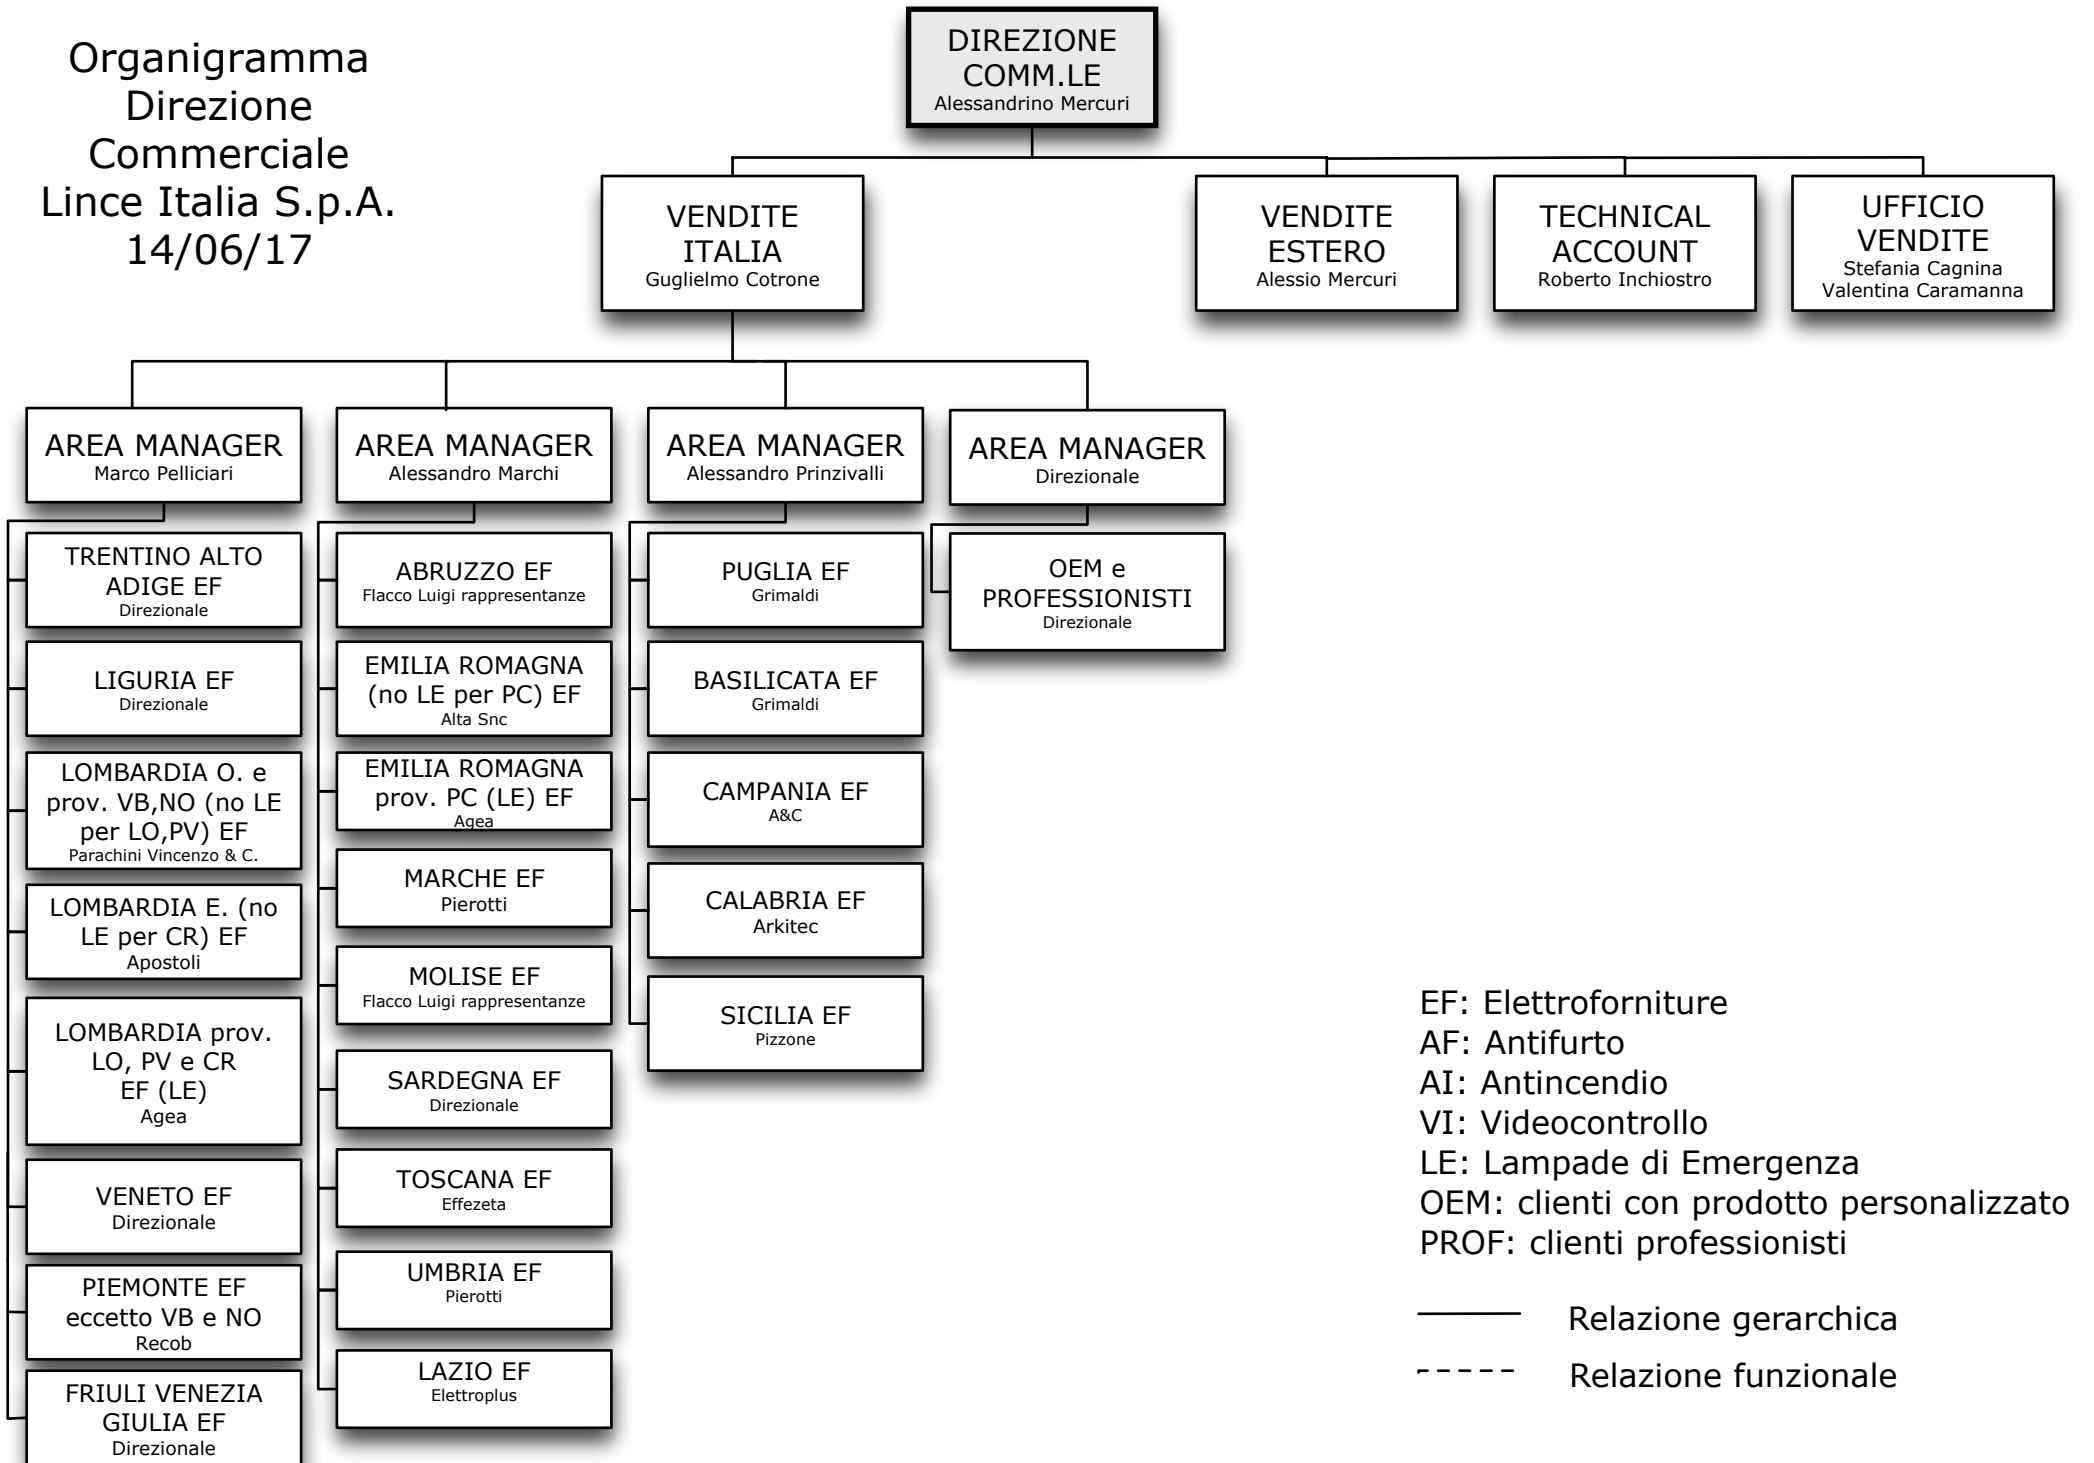 Organigramma
Direzione
Commerciale
Lince Italia S.p.A.
14/06/17
DIREZIONE
COMM.LE
Alessandrino Mercuri
VENDITE
ITALIA
Guglielmo Cotrone
VENDITE
ESTERO
Alessio Mercuri
TECHNICAL
ACCOUNT
Roberto Inchiostro
UFFICIO
VENDITE
Stefania Cagnina
Valentina Caramanna
AREA MANAGER
Marco Pelliciari
TRENTINO ALTO
ADIGE EF
Direzionale
LIGURIA EF
Direzionale
LOMBARDIA O. e
prov. VB,NO (no LE
per LO,PV) EF
Parachini Vincenzo & C.
LOMBARDIA E. (no
LE per CR) EF
Apostoli
LOMBARDIA prov.
LO, PV e CR
EF (LE)
Agea
VENETO EF
Direzionale
PIEMONTE EF
eccetto VB e NO
Recob
FRIULI VENEZIA
GIULIA EF
Direzionale
AREA MANAGER
Alessandro Marchi
ABRUZZO EF
Flacco Luigi rappresentanze
EMILIA ROMAGNA
(no LE per PC) EF
Alta Snc
EMILIA ROMAGNA
prov. PC (LE) EF
Agea
MARCHE EF
Pierotti
MOLISE EF
Flacco Luigi rappresentanze
SARDEGNA EF
Direzionale
TOSCANA EF
Effezeta
UMBRIA EF
Pierotti
LAZIO EF
Elettroplus
AREA MANAGER
Alessandro Prinzivalli
PUGLIA EF
Grimaldi
BASILICATA EF
Grimaldi
CAMPANIA EF
A&C
CALABRIA EF
Arkitec
SICILIA EF
Pizzone
AREA MANAGER
Direzionale
OEM e
PROFESSIONISTI
Direzionale
EF: Elettroforniture
AF: Antifurto
AI: Antincendio
VI: Videocontrollo
LE: Lampade di Emergenza
OEM: clienti con prodotto personalizzato
PROF: clienti professionisti
Relazione gerarchica
Relazione funzionale